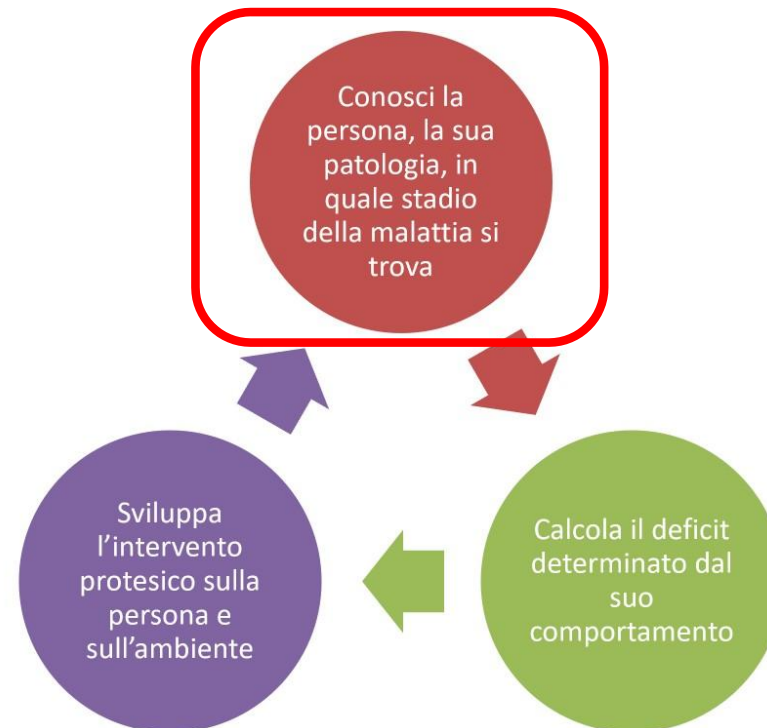 Conosci la
persona, la sua
patologia, in
quale stadio
della malattia si
trova
Calcola il deficit
determinato dal
suo
comportamento
Sviluppa
l’intervento
protesico sulla
persona e
sull’ambiente